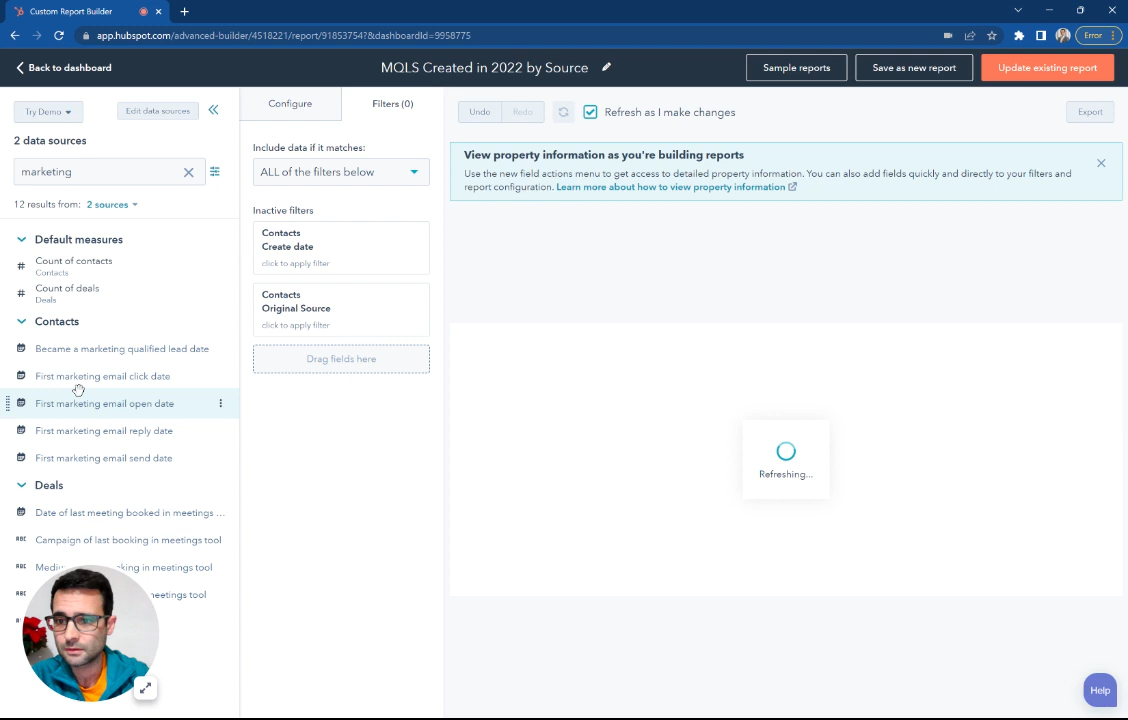 Custom Report Builder
app.hubspot.com/advanced-builder/4518221/report/91853754?&dashboardId=9958775
Error
Back to dashboard
MQLS Created in 2022 by Source
Sample reports
Save as new report
Update existing report
Try Demo
Edit data sources
Configure
Filters (0)
Undo
Redo
Refresh as I make changes
Export
2 data sources
marketing
12 results from: 2 sources
Include data if it matches:
ALL of the filters below
View property information as you're building reports
Use the new field actions menu to get access to detailed property information. You can also add fields quickly and directly to your filters and
report configuration. Learn more about how to view property information
Inactive filters
Contacts
Create date
click to apply filter
Contacts
Original Source
click to apply filter
Drag fields here
Default measures
Count of contacts
Contacts
Count of deals
Deals
Contacts
Became a marketing qualified lead date
First marketing email click date
First marketing email open date
First marketing email reply date
First marketing email send date
Deals
Date of last meeting booked in meetings ...
ABC Campaign of last booking in meetings tool
ABC king in meetings tool
ABC eetings tool
Refreshing...
Help